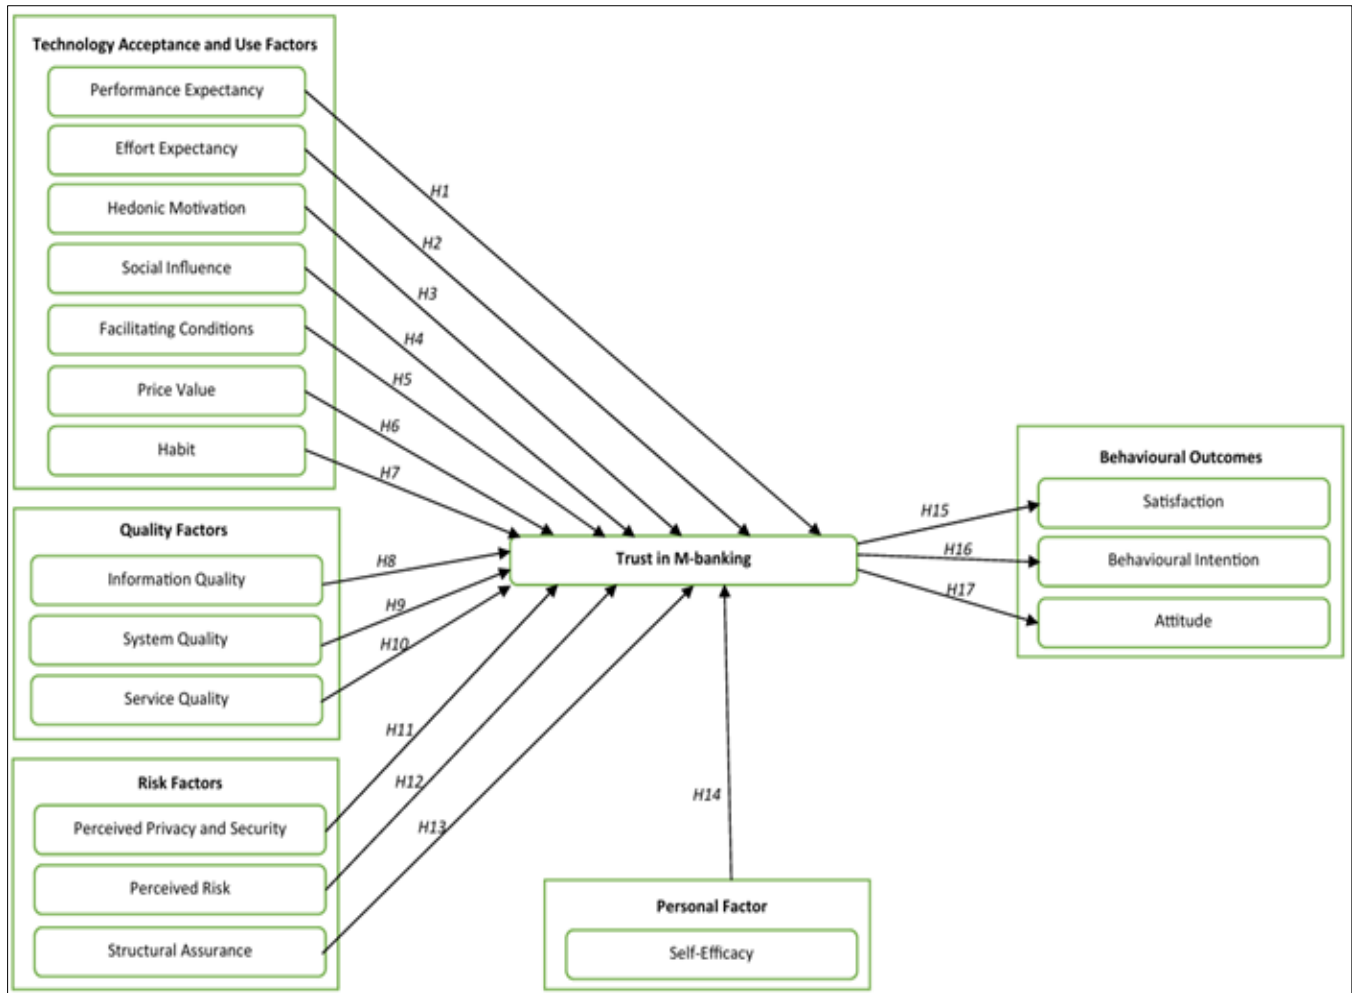 Technology Acceptance and Use Factors
Performance Expectancy
Effort Expectancy
Hedonic Motivation
Social Influence
Facilitating Conditions
Price Value
Habit
H1
H2
H3
H4
H5
H6
H7
Quality Factors
Information Quality
System Quality
Service Quality
H8
H9
H10
Risk Factors
Perceived Privacy and Security
Perceived Risk
Structural Assurance
H11
H12
H13
Trust in M-banking
H14
Personal Factor
Self-Efficacy
H15
H16
H17
Behavioural Outcomes
Satisfaction
Behavioural Intention
Attitude